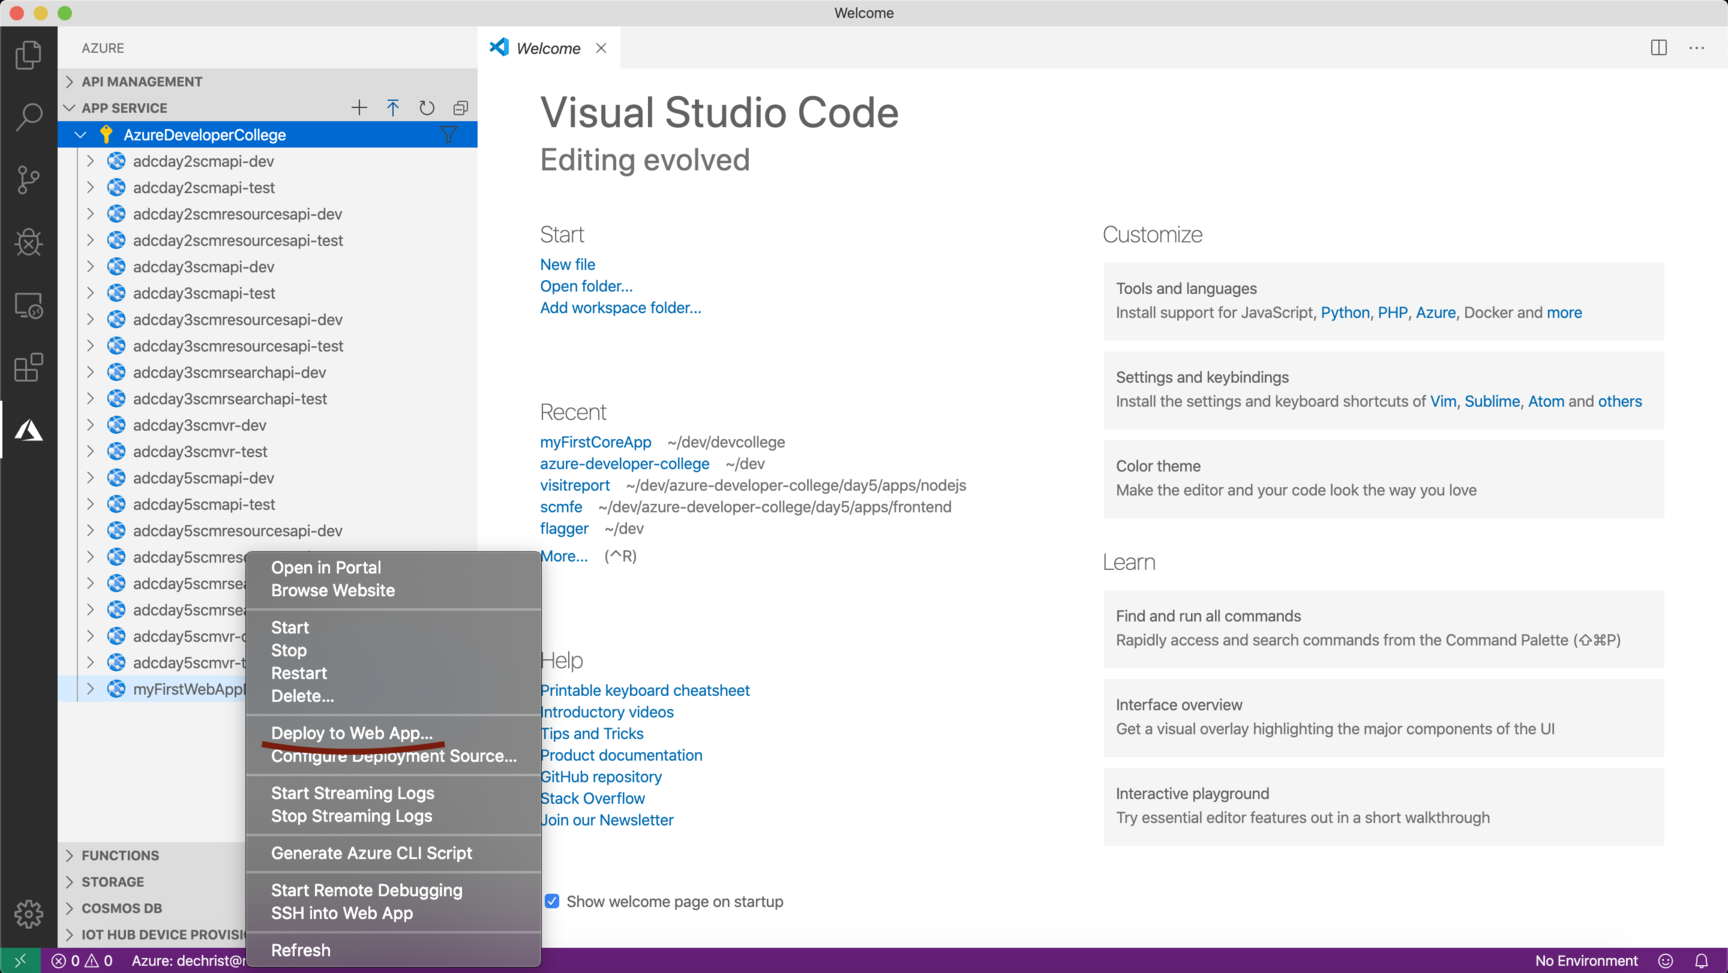 Welcome
AZURE
Welcome
API MANAGEMENT
APP SERVICE
AzureDeveloperCollege
adcday2scmapi-dev
adcday2scmapi-test
adcday2scmresourcesapi-dev
adcday2scmresourcesapi-test
adcday3scmapi-dev
adcday3scmapi-test
adcday3scmresourcesapi-dev
adcday3scmresourcesapi-test
adcday3scmrsearchapi-dev
adcday3scmrsearchapi-test
adcday3scmvr-dev
adcday3scmvr-test
adcday5scmapi-dev
adcday5scmapi-test
adcday5scmresourcesapi-dev
adcday5scmreso
adcday5scmrsea
adcday5scmrsea
adcday5scmvr-d
adcday5scmvr-t
myFirstWebApp
FUNCTIONS
STORAGE
COSMOS DB
IOT HUB DEVICE PROVISI
Open in Portal
Browse Website
Start
Stop
Restart
Delete...
Deploy to Web App...
Configure Deployment Source...
Start Streaming Logs
Stop Streaming Logs
Generate Azure CLI Script
Start Remote Debugging
SSH into Web App
Refresh
Visual Studio Code
Editing evolved
Start
New file
Open folder...
Add workspace folder...
Recent
myFirstCoreApp ~/dev/devcollege
azure-developer-college ~/dev
visitreport ~/dev/azure-developer-college/day5/apps/nodejs
scmfe ~/dev/azure-developer-college/day5/apps/frontend
flagger ~/dev
More... (^R)
Help
Printable keyboard cheatsheet
Introductory videos
Tips and Tricks
Product documentation
GitHub repository
Stack Overflow
Join our Newsletter
Show welcome page on startup
Customize
Tools and languages
Install support for JavaScript, Python, PHP, Azure, Docker and more
Settings and keybindings
Install the settings and keyboard shortcuts of Vim, Sublime, Atom and others
Color theme
Make the editor and your code look the way you love
Learn
Find and run all commands
Rapidly access and search commands from the Command Palette (⇧⌘P)
Interface overview
Get a visual overlay highlighting the major components of the UI
Interactive playground
Try essential editor features out in a short walkthrough
0 0 Azure: dechrist@
No Environment